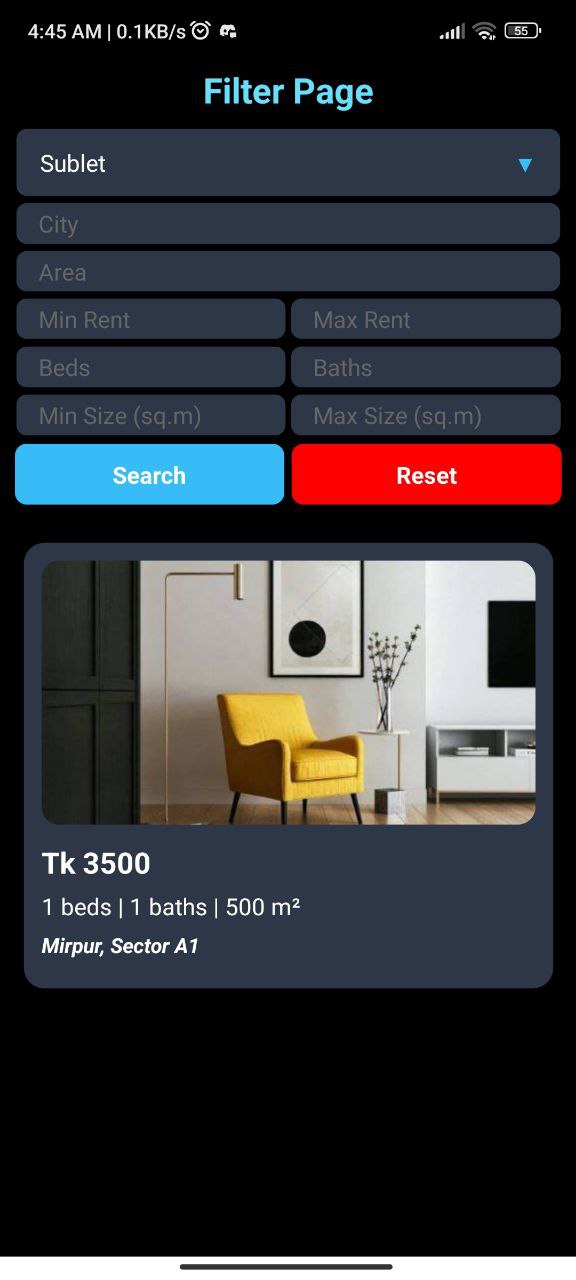 4:45 AM | 0.1KB/s 55
Filter Page
Sublet
City
Area
Min Rent Max Rent
Beds Baths
Min Size (sq.m) Max Size (sq.m)
Search Reset
Tk 3500
1 beds | 1 baths | 500 m²
Mirpur, Sector A1